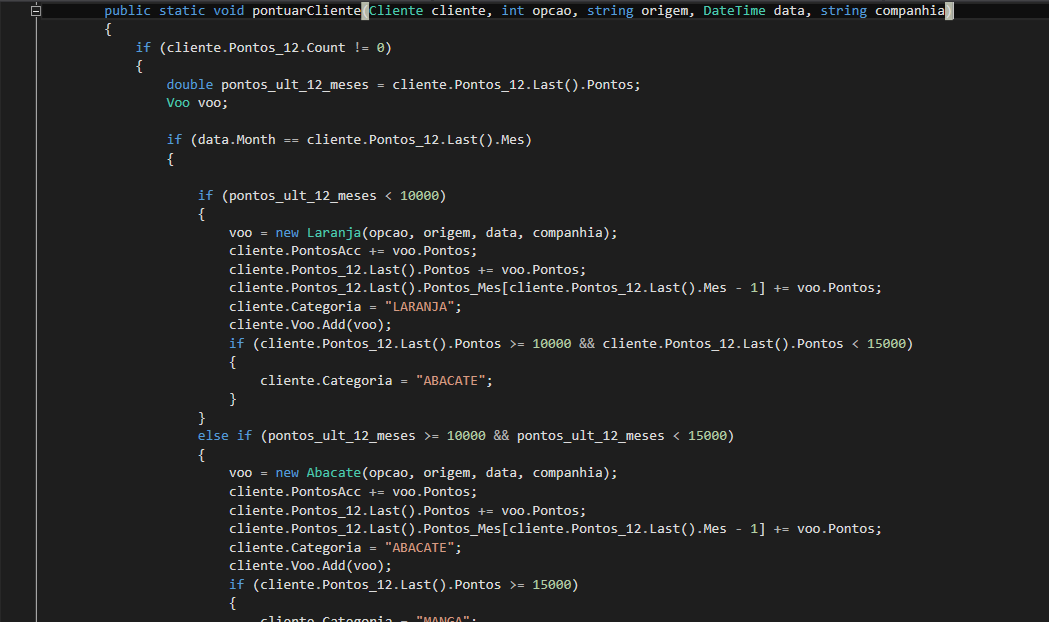 public static void pontuarCliente(Cliente cliente, int opcao, string origem, DateTime data, string companhia)
{
if (cliente.Pontos_12.Count != 0)
{
double pontos_ult_12_meses = cliente.Pontos_12.Last().Pontos;
Voo voo;
if (data.Month == cliente.Pontos_12.Last().Mes)
{
if (pontos_ult_12_meses < 10000)
{
voo = new Laranja(opcao, origem, data, companhia);
cliente.PontosAcc += voo.Pontos;
cliente.Pontos_12.Last().Pontos += voo.Pontos;
cliente.Pontos_12.Last().Pontos_Mes[cliente.Pontos_12.Last().Mes - 1] += voo.Pontos;
cliente.Categoria = "LARANJA";
cliente.Voo.Add(voo);
if (cliente.Pontos_12.Last().Pontos >= 10000 && cliente.Pontos_12.Last().Pontos < 15000)
{
cliente.Categoria = "ABACATE";
}
}
else if (pontos_ult_12_meses >= 10000 && pontos_ult_12_meses < 15000)
{
voo = new Abacate(opcao, origem, data, companhia);
cliente.PontosAcc += voo.Pontos;
cliente.Pontos_12.Last().Pontos += voo.Pontos;
cliente.Pontos_12.Last().Pontos_Mes[cliente.Pontos_12.Last().Mes - 1] += voo.Pontos;
cliente.Categoria = "ABACATE";
cliente.Voo.Add(voo);
if (cliente.Pontos_12.Last().Pontos >= 15000)
{
cliente.Categoria = "MANGA";